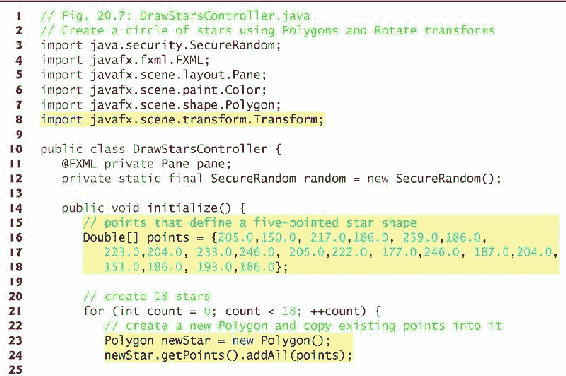 1 // Fig. 20.7: DrawStarsController.java
2 // Create a circle of stars using Polygons and Rotate transforms
3 import java.security.SecureRandom;
4 import javafx.fxml.FXML;
5 import javafx.scene.layout.Pane;
6 import javafx.scene.paint.Color;
7 import javafx.scene.shape.Polygon;
8 import javafx.scene.transform.Transform;
9
10 public class DrawStarsController {
11 @FXML private Pane pane;
12 private static final SecureRandom random = new SecureRandom();
13
14 public void initialize() {
15 // points that define a five-pointed star shape
16 Double[] points = {205.0,150.0, 217.0,186.0, 259.0,186.0,
17 223.0,204.0, 233.0,246.0, 205.0,222.0, 177.0,246.0, 187.0,204.0,
18 151.0,186.0, 193.0,186.0};
19
20 // create 18 stars
21 for (int count = 0; count < 18; ++count) {
22 // create a new Polygon and copy existing points into it
23 Polygon newStar = new Polygon();
24 newStar.getPoints().addAll(points);
25